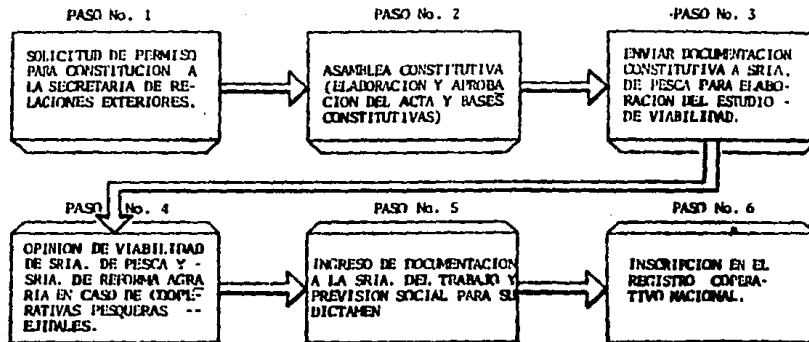 PASO No. 1
PASO No. 2
PASO No. 3
SOLICITUD DE PERMISO
PARA CONSTITUCION A
LA SECRETARIA DE RE-
LACIONES EXTERIORES.
ASAMBLEA CONSTITUTIVA
(ELABORACION Y APROBA
CION DEL ACTA Y BASES
CONSTITUTIVAS)
ENVIAR DOCUMENTACION
CONSTITUTIVA A SRIA.
DE PESCA PARA ELABO-
RACION DEL ESTUDIO -
DE VIABILIDAD.
PASO No. 4
PASO No. 5
PASO No. 6
OPINION DE VIABILIDAD
DE SRIA. DE PESCA Y -
SRIA. DE REFORMA AGRA
RIA EN CASO DE COOPE-
RATIVAS PESQUERAS --
EJIDALES.
INGRESO DE DOCUMENTACION
A LA SRIA. DEL TRABAJO Y
PREVISION SOCIAL PARA SU
DICTAMEN
INSCRIPCION EN EL
REGISTRO COOPERA-
TIVO NACIONAL.